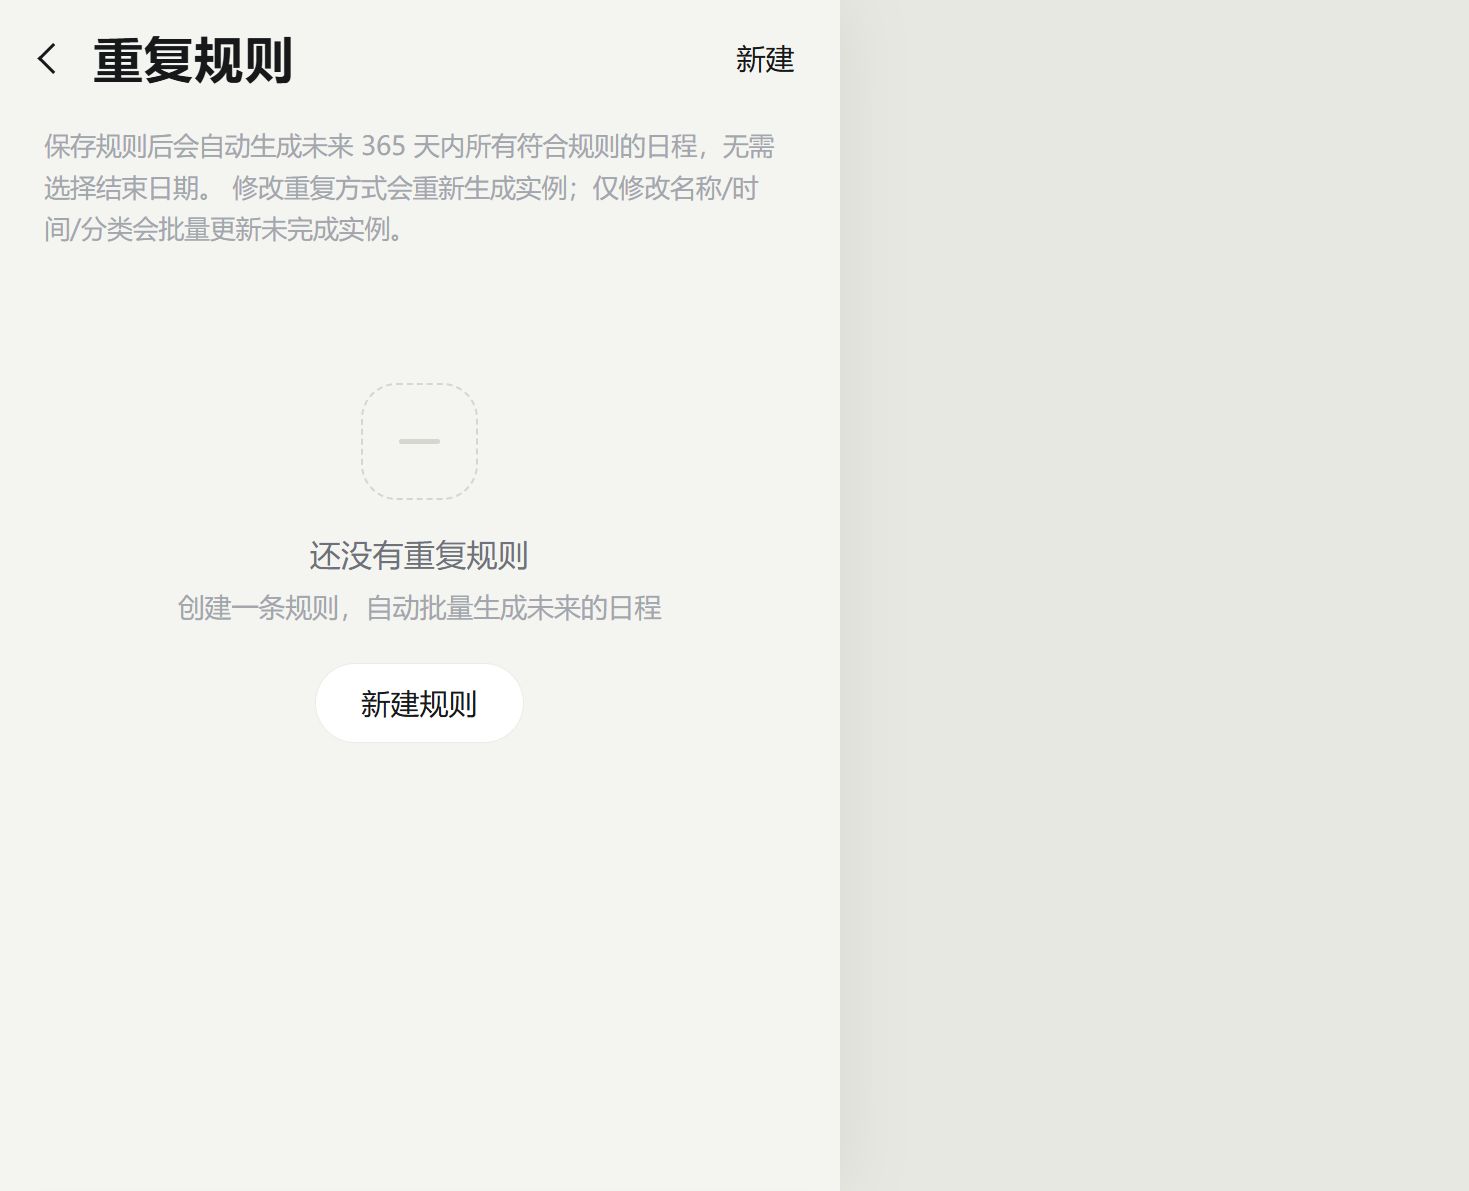 重复规则
新建
保存规则后会自动生成未来 365 天内所有符合规则的日程，无需
选择结束日期。 修改重复方式会重新生成实例；仅修改名称/时
间/分类会批量更新未完成实例。
还没有重复规则
创建一条规则，自动批量生成未来的日程
新建规则